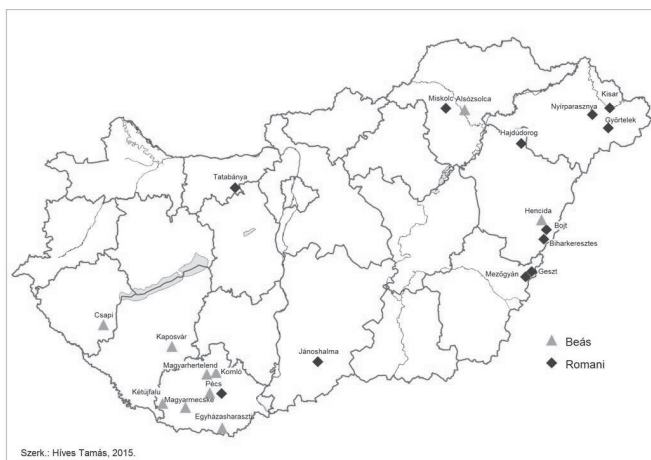 Kisar
Miskolc Alsózsolca
Nyírparasznya
Győrtelek
Hajdúdorog
Tatabánya
Hencida
Bojt
Biharkeresztes
Mezőgyán
Geszt
Csapi
Beás
Kaposvár
Jánoshalma
Romani
Magyarhertelend
Komló
Pécs
Kétújfalu
Magyarmecske
Egyházasharaszti
Szerk.: Híves Tamás, 2015.